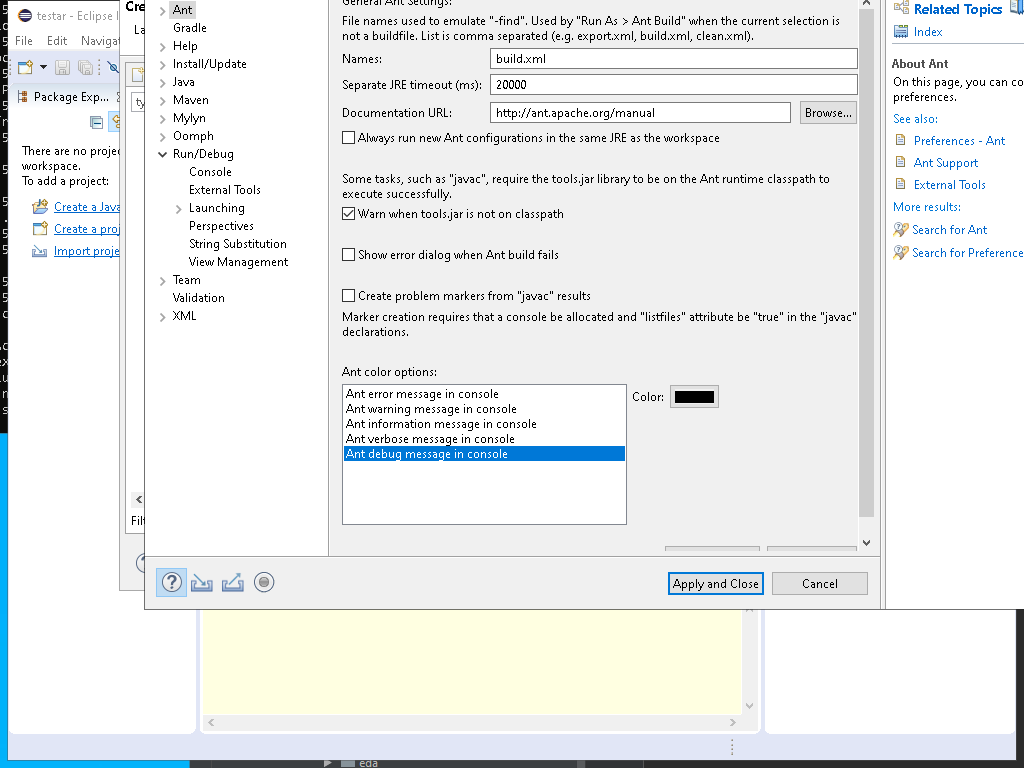 testar - Eclipse I
File Edit Navigat
Package Exp...
There are no proje
workspace.
To add a project:
Create a Java
Create a proj
Import proje
Cre
La
ty
Filt
Ant
Gradle
Help
Install/Update
Java
Maven
Mylyn
Oomph
Run/Debug
Console
External Tools
Launching
Perspectives
String Substitution
View Management
Team
Validation
XML
General Ant Settings:
File names used to emulate "-find". Used by "Run As > Ant Build" when the current selection is
not a buildfile. List is comma separated (e.g. export.xml, build.xml, clean.xml).
Names: build.xml
Separate JRE timeout (ms): 20000
Documentation URL: http://ant.apache.org/manual Browse...
Always run new Ant configurations in the same JRE as the workspace
Some tasks, such as "javac", require the tools.jar library to be on the Ant runtime classpath to
execute successfully.
Warn when tools.jar is not on classpath
Show error dialog when Ant build fails
Create problem markers from "javac" results
Marker creation requires that a console be allocated and "listfiles" attribute be "true" in the "javac"
declarations.
Ant color options:
Ant error message in console
Ant warning message in console
Ant information message in console
Ant verbose message in console
Ant debug message in console
Color:
Apply and Close Cancel
Related Topics
Index
About Ant
On this page, you can co
preferences.
See also:
Preferences - Ant
Ant Support
External Tools
More results:
Search for Ant
Search for Preference
eda